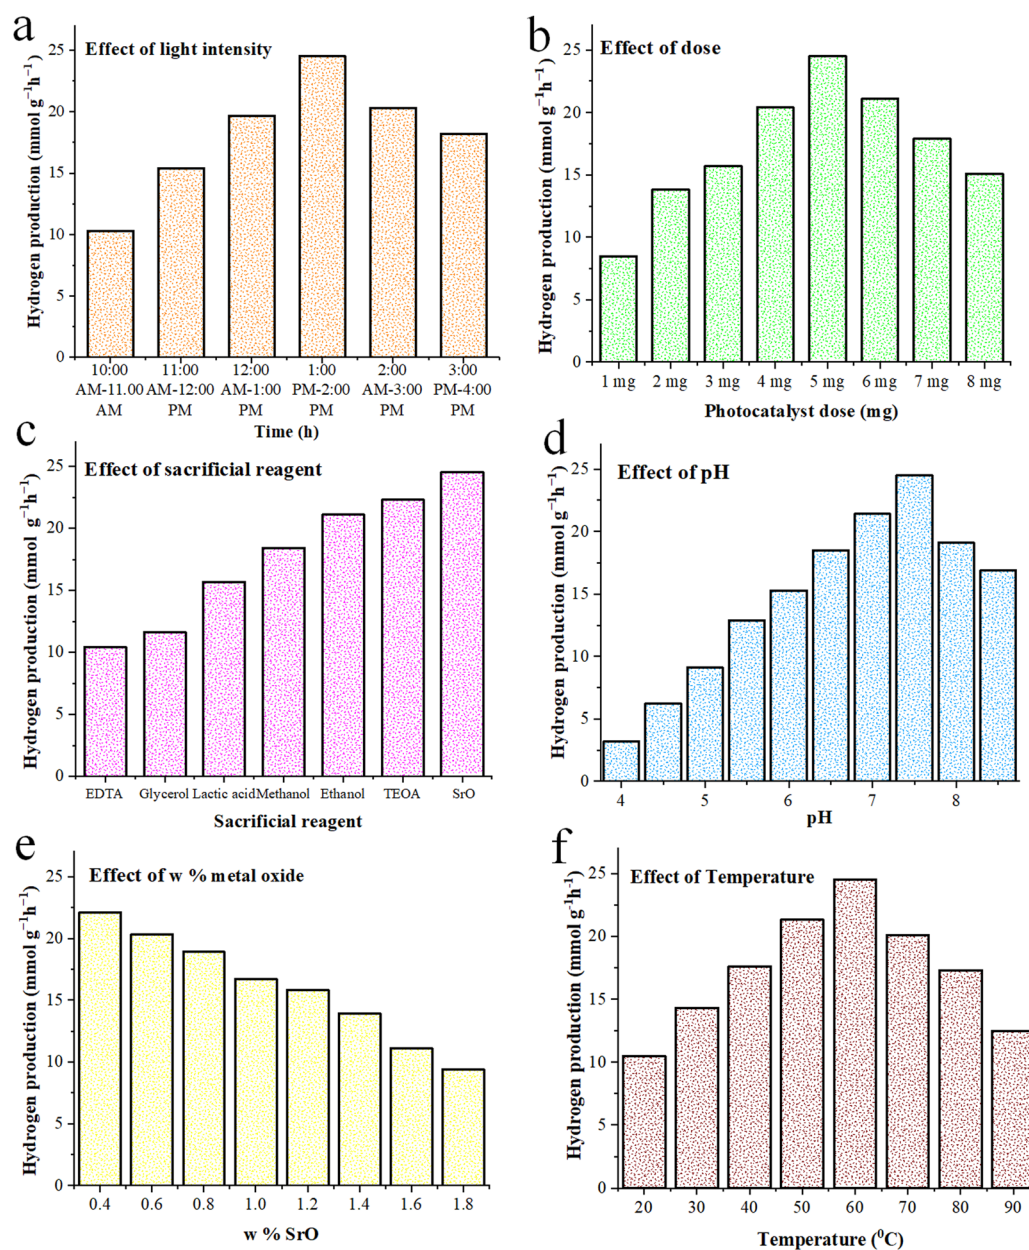 a
Effect of light intensity
Hydrogen production (mmol g⁻¹h⁻¹)
25
20
15
10
5
0
10:00 11:00 12:00 1:00 2:00 3:00
AM-11.00 AM-12:00 AM-1:00 PM-2:00 AM-3:00 PM-4:00
AM PM PM PM PM PM
Time (h)
b
Effect of dose
Hydrogen production (mmol g⁻¹h⁻¹)
25
20
15
10
5
0
1 mg 2 mg 3 mg 4 mg 5 mg 6 mg 7 mg 8 mg
Photocatalyst dose (mg)
c
Effect of sacrificial reagent
Hydrogen production (mmol g⁻¹h⁻¹)
25
20
15
10
5
0
EDTA Glycerol Lactic acid Methanol Ethanol TEOA SrO
Sacrificial reagent
d
Effect of pH
Hydrogen production (mmol g⁻¹h⁻¹)
25
20
15
10
5
0
4 5 6 7 8
pH
e
Effect of w % metal oxide
Hydrogen production (mmol g⁻¹h⁻¹)
25
20
15
10
5
0
0.4 0.6 0.8 1.0 1.2 1.4 1.6 1.8
w % SrO
f
Effect of Temperature
Hydrogen production (mmol g⁻¹h⁻¹)
25
20
15
10
5
0
20 30 40 50 60 70 80 90
Temperature (⁰C)